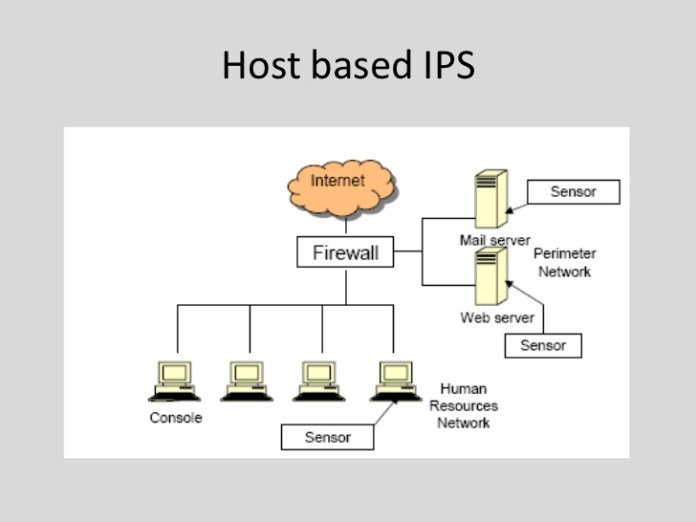 Host based IPS
Internet
Sensor
Mail server
Firewall
Perimeter
Network
Web server
Sensor
Console
Human
Resources
Network
Sensor